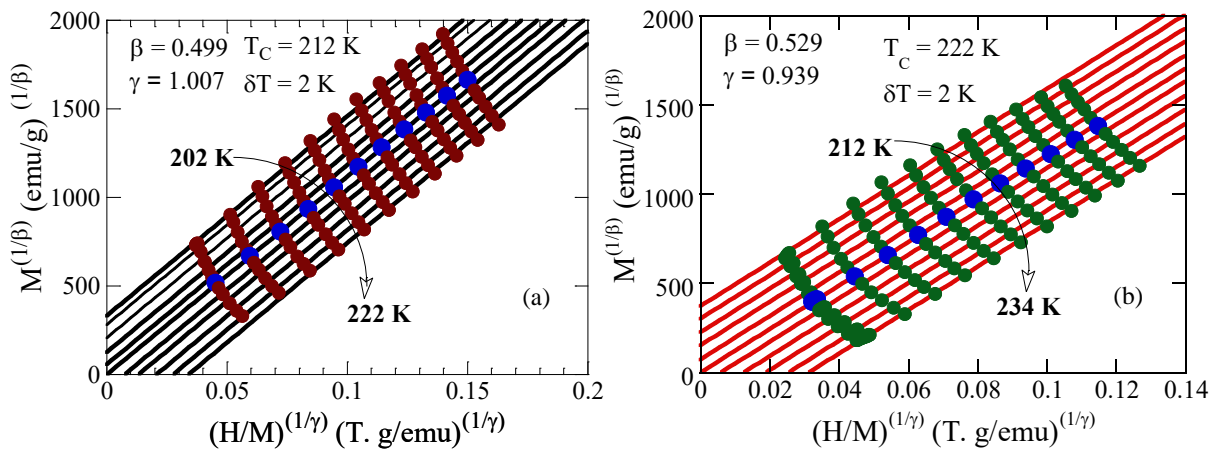 2000
1500
1000
500
0
M^(1/β) (emu/g)^(1/β)
β = 0.499 T_C = 212 K
γ = 1.007 δT = 2 K
202 K
222 K
(a)
0 0.05 0.1 0.15 0.2
(H/M)^(1/γ) (T. g/emu)^(1/γ)
2000
1500
1000
500
0
M^(1/β) (emu/g)^(1/β)
β = 0.529 T_C = 222 K
γ = 0.939 δT = 2 K
212 K
234 K
(b)
0 0.02 0.04 0.06 0.08 0.1 0.12 0.14
(H/M)^(1/γ) (T. g/emu)^(1/γ)